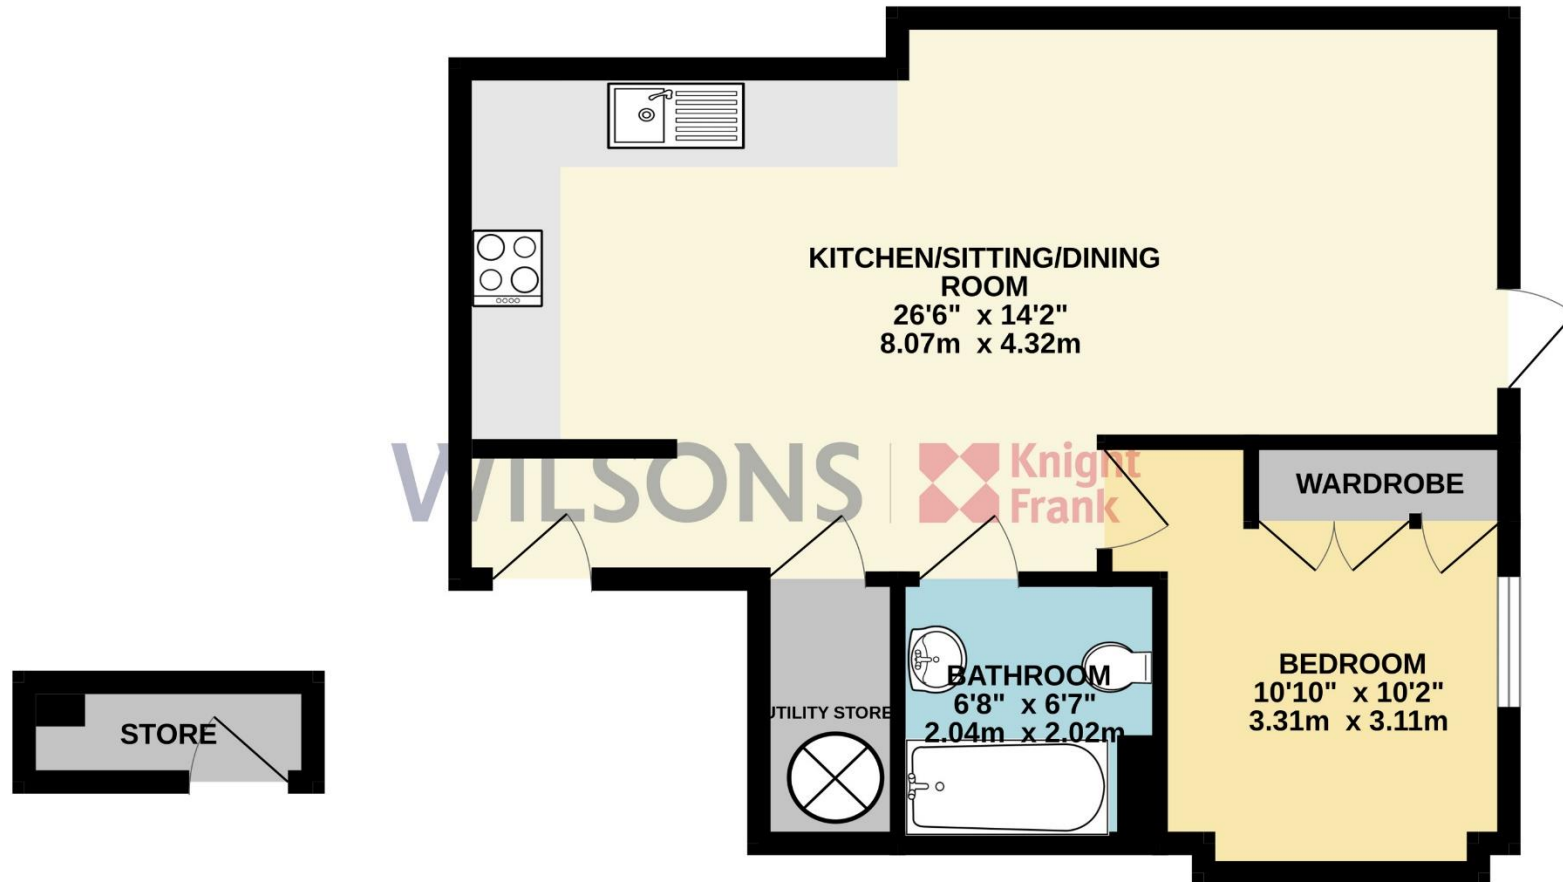 KITCHEN/SITTING/DINING
ROOM
26'6" x 14'2"
8.07m x 4.32m
WILSONS
Knight
Frank
WARDROBE
BEDROOM
10'10" x 10'2"
3.31m x 3.11m
BATHROOM
6'8" x 6'7"
2.04m x 2.02m
UTILITY STORE
STORE